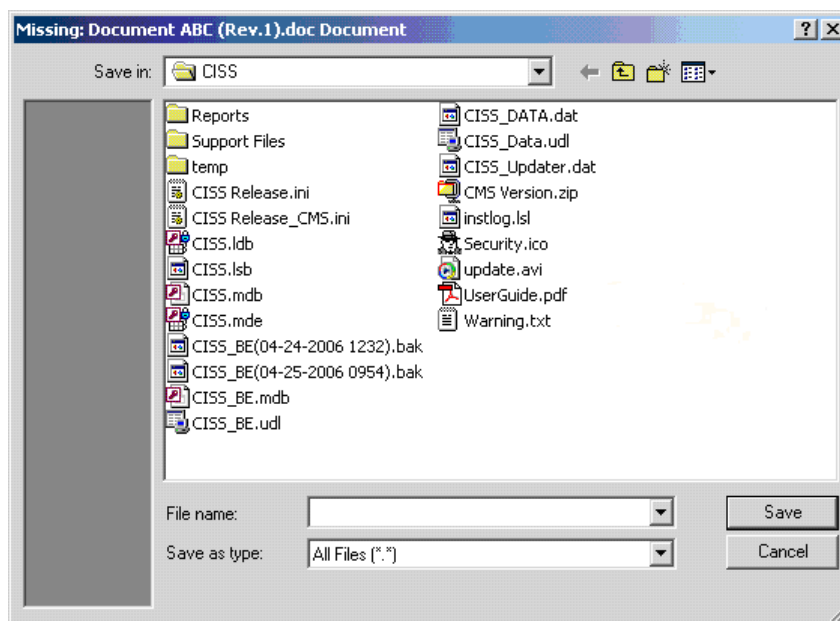 Missing: Document ABC (Rev.1).doc Document
Save in:
CISS
Reports
Support Files
temp
CISS Release.ini
CISS Release_CMS.ini
CISS.ldb
CISS.lsb
CISS.mdb
CISS.mde
CISS_BE(04-24-2006 1232).bak
CISS_BE(04-25-2006 0954).bak
CISS_BE.mdb
CISS_BE.udl
CISS_DATA.dat
CISS_Data.udl
CISS_Updater.dat
CMS Version.zip
instlog.lsl
Security.ico
update.avi
UserGuide.pdf
Warning.txt
File name:
Save
Save as type:
All Files (*.*)
Cancel